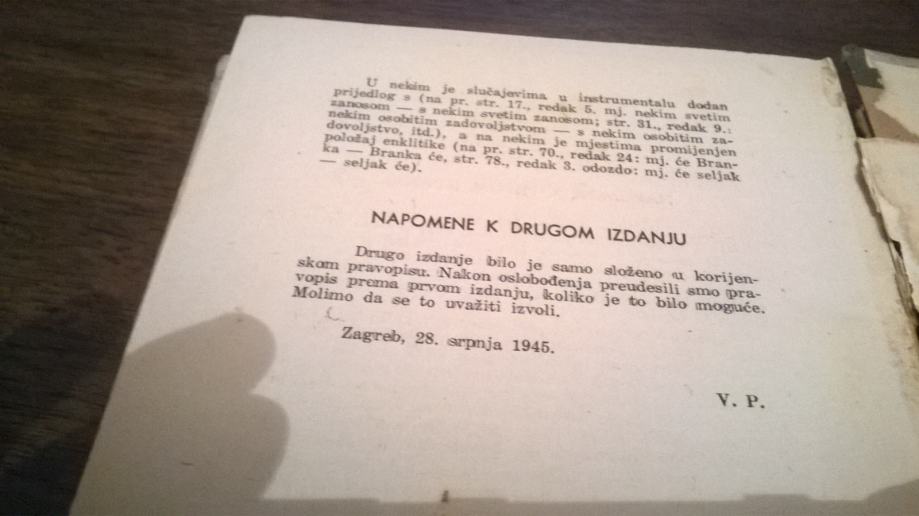 U nekim je slučajevima u instrumentalu dodan
prijedlog s (na pr. str. 17., redak 5. mj. nekim svetim
zanosom — s nekim svetim zanosom; str. 31., redak 9.:
nekim osobitim zadovoljstvom — s nekim osobitim za-
dovoljstvo, itd.), a na nekim je mjestima promijenjen
položaj enklitike (na pr. str. 70., redak 24: mj. će Bran-
ka — Branka će, str. 78., redak 3. odozdo: mj. će seljak
— seljak će).
NAPOMENE K DRUGOM IZDANJU
Drugo izdanje bilo je samo složeno u korijen-
skom pravopisu. Nakon oslobođenja preudesili smo pra-
vopis prema prvom izdanju, koliko je to bilo moguće.
Molimo da se to uvažiti izvoli.
Zagreb, 28. srpnja 1945.
V. P.